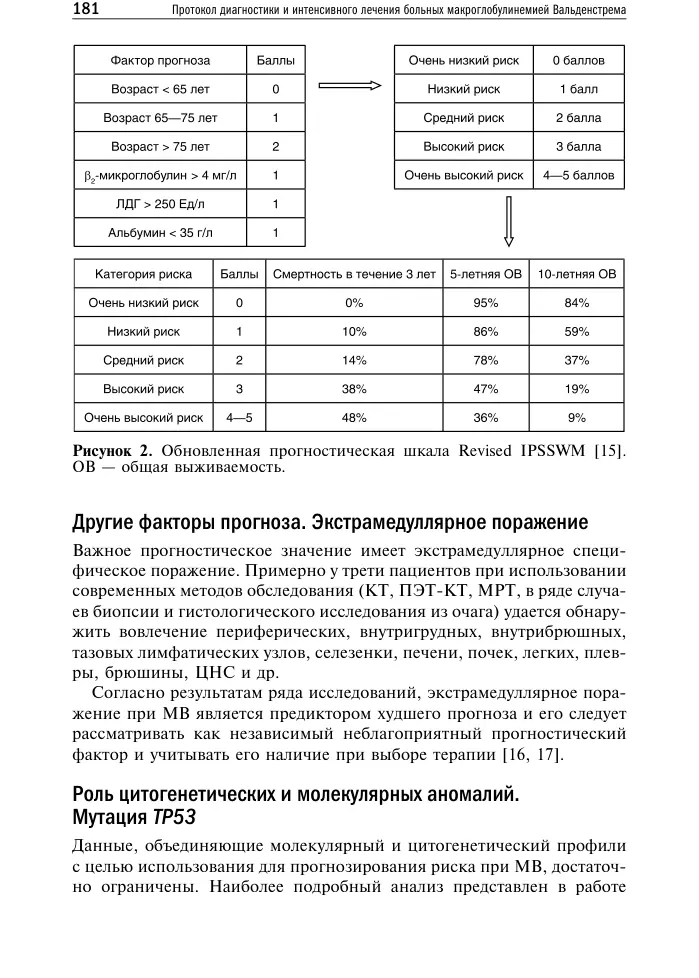 181 Протокол диагностики и интенсивного лечения больных макроглобулинемией Вальденстрема
Фактор прогноза Баллы
Возраст < 65 лет 0
Возраст 65—75 лет 1
Возраст > 75 лет 2
β2-микроглобулин > 4 мг/л 1
ЛДГ > 250 Ед/л 1
Альбумин < 35 г/л 1
Очень низкий риск 0 баллов
Низкий риск 1 балл
Средний риск 2 балла
Высокий риск 3 балла
Очень высокий риск 4—5 баллов
Категория риска Баллы Смертность в течение 3 лет 5-летняя ОВ 10-летняя ОВ
Очень низкий риск 0 0% 95% 84%
Низкий риск 1 10% 86% 59%
Средний риск 2 14% 78% 37%
Высокий риск 3 38% 47% 19%
Очень высокий риск 4—5 48% 36% 9%
Рисунок 2. Обновленная прогностическая шкала Revised IPSSWM [15].
ОВ — общая выживаемость.
Другие факторы прогноза. Экстрамедуллярное поражение
Важное прогностическое значение имеет экстрамедуллярное специ-
фическое поражение. Примерно у трети пациентов при использовании
современных методов обследования (КТ, ПЭТ-КТ, МРТ, в ряде случа-
ев биопсии и гистологического исследования из очага) удается обнару-
жить вовлечение периферических, внутригрудных, внутрибрюшных,
тазовых лимфатических узлов, селезенки, печени, почек, легких, плев-
ры, брюшины, ЦНС и др.
Согласно результатам ряда исследований, экстрамедуллярное пора-
жение при МВ является предиктором худшего прогноза и его следует
рассматривать как независимый неблагоприятный прогностический
фактор и учитывать его наличие при выборе терапии [16, 17].
Роль цитогенетических и молекулярных аномалий.
Мутация TP53
Данные, объединяющие молекулярный и цитогенетический профили
с целью использования для прогнозирования риска при МВ, достаточ-
но ограничены. Наиболее подробный анализ представлен в работе